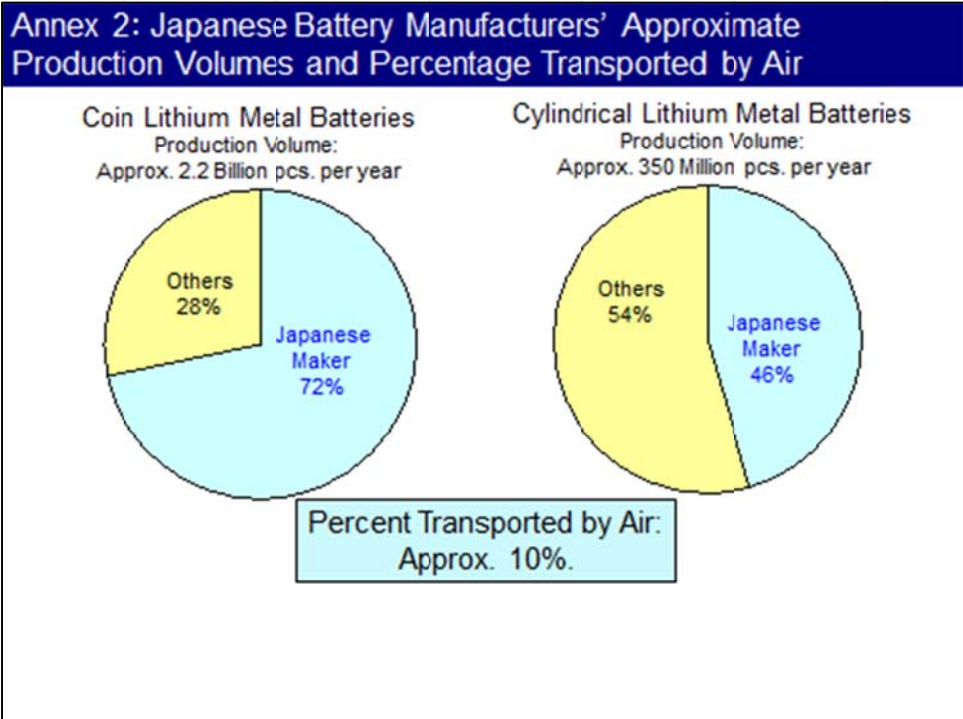 Annex 2: Japanese Battery Manufacturers' Approximate
Production Volumes and Percentage Transported by Air
Coin Lithium Metal Batteries
Production Volume:
Approx. 2.2 Billion pcs. per year
Others
28%
Japanese
Maker
72%
Cylindrical Lithium Metal Batteries
Production Volume:
Approx. 350 Million pcs. per year
Others
54%
Japanese
Maker
46%
Percent Transported by Air:
Approx. 10%.